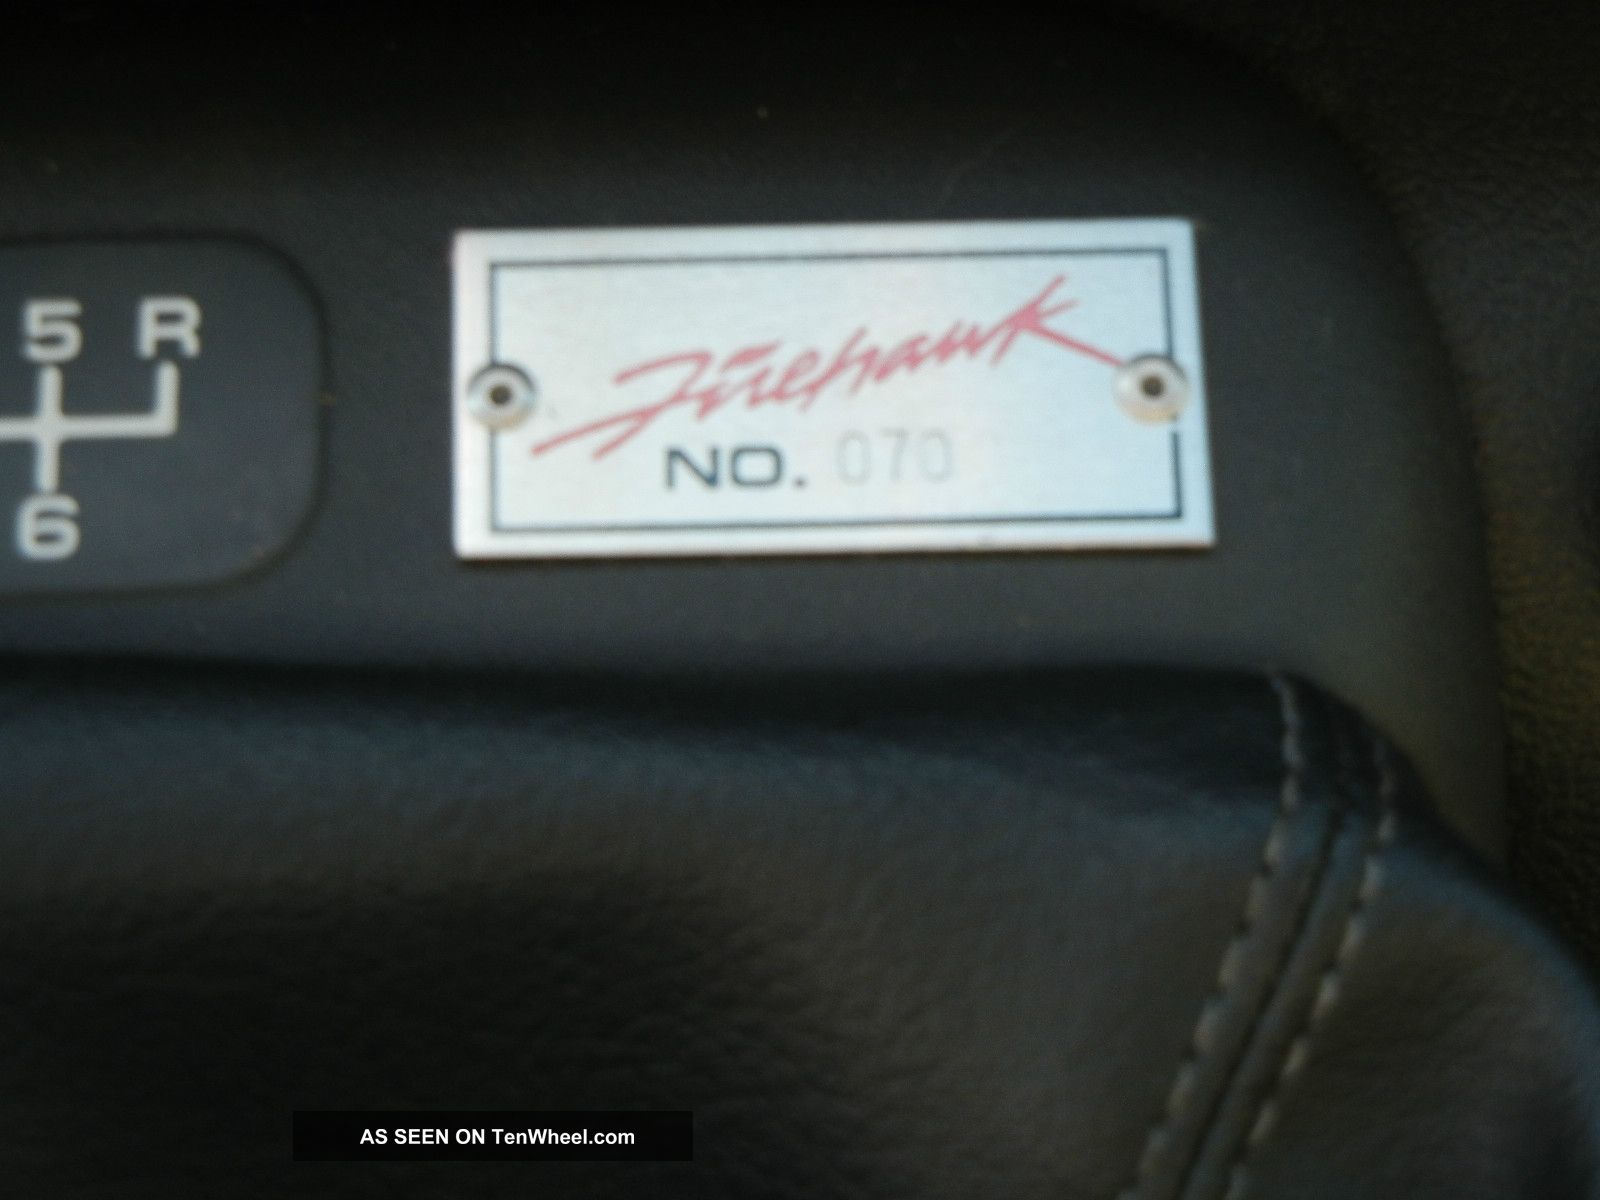 5 R
6
Firehawk
NO. 070
AS SEEN ON TenWheel.com